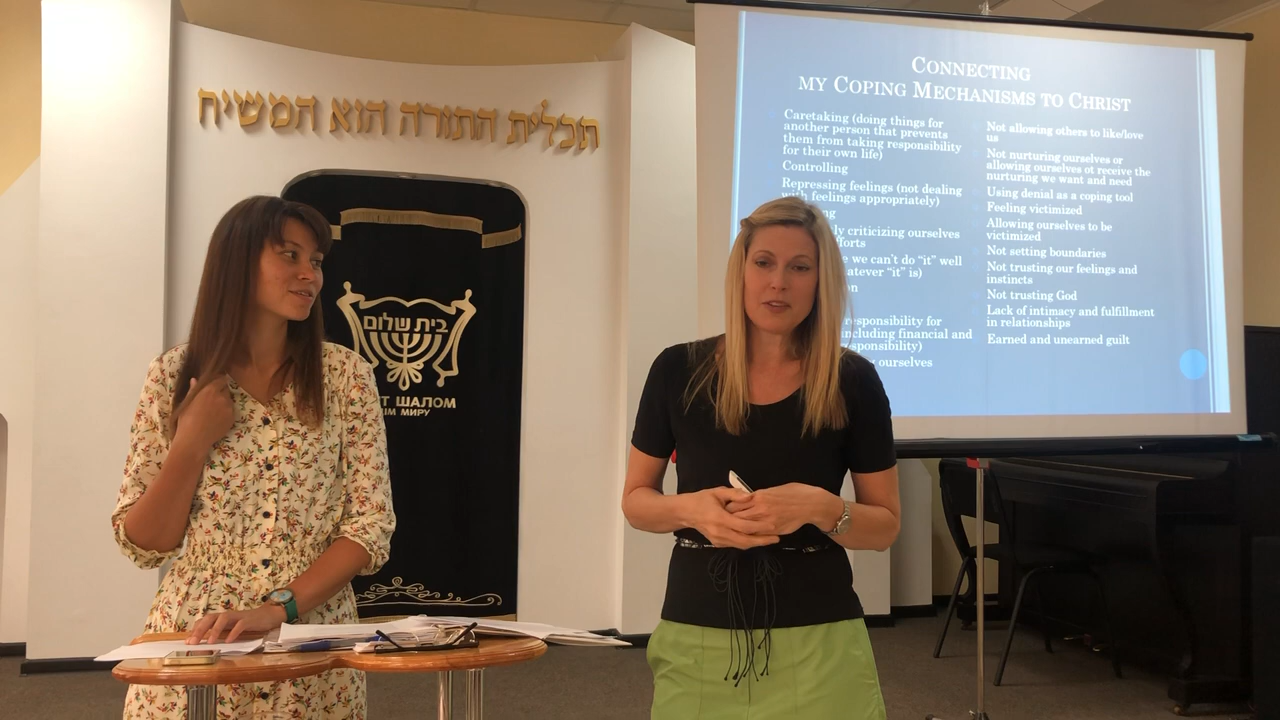 תכלית התורה הוא המשיח
בית שלום
Т ШАЛОМ
ЫМ МИРУ
CONNECTING
MY COPING MECHANISMS TO CHRIST
Caretaking (doing things for
another person that prevents
them from taking responsibility
for their own life)
Controlling
Repressing feelings (not dealing
with feelings appropriately)
criticizing ourselves
we can't do “it” well
“it” is)
responsibility for
including financial and
ourselves
Not allowing others to like/love
us
Not nurturing ourselves or
allowing ourselves ot receive the
nurturing we want and need
Using denial as a coping tool
Feeling victimized
Allowing ourselves to be
victimized
Not setting boundaries
Not trusting our feelings and
instincts
Not trusting God
Lack of intimacy and fulfillment
in relationships
Earned and unearned guilt